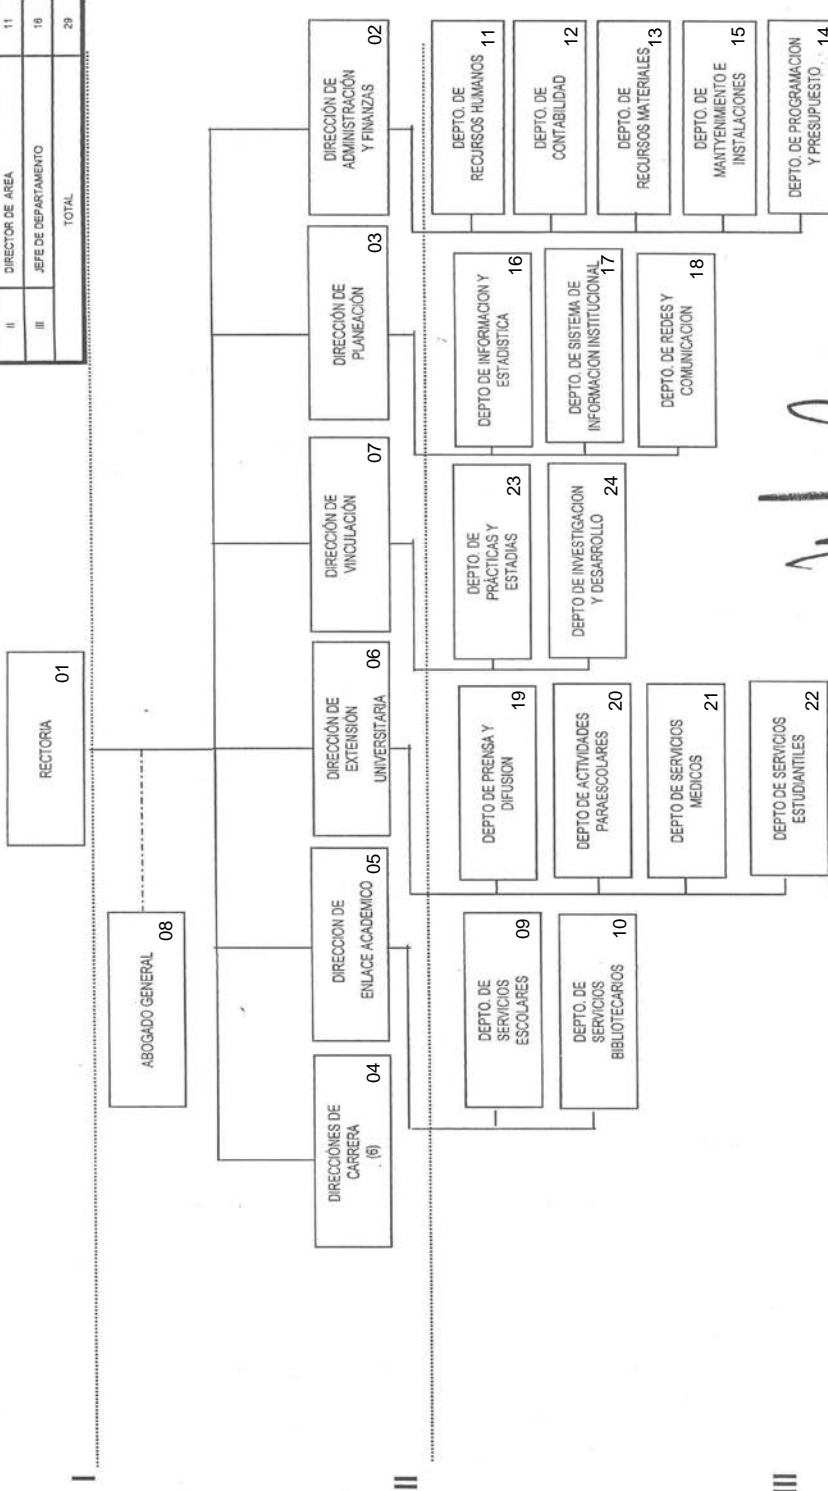 II DIRECTOR DE AREA 11
III JEFE DE DEPARTAMENTO 16
TOTAL 29
I
RECTORIA
01
ABOGADO GENERAL
08
II
DIRECCIÓNES DE
CARRERA
(6)
04
DIRECCION DE
ENLACE ACADEMICO
05
DIRECCIÓN DE
EXTENSIÓN
UNIVERSITARIA
06
DIRECCIÓN DE
VINCULACIÓN
07
DIRECCIÓN DE
PLANEACIÓN
03
DIRECCIÓN DE
ADMINISTRACIÓN
Y FINANZAS
02
III
DEPTO. DE
SERVICIOS
ESCOLARES
09
DEPTO. DE
SERVICIOS
BIBLIOTECARIOS
10
DEPTO DE PRENSA Y
DIFUSION
19
DEPTO DE ACTIVIDADES
PARAESCOLARES
20
DEPTO DE SERVICIOS
MEDICOS
21
DEPTO DE SERVICIOS
ESTUDIANTILES
22
DEPTO. DE
PRÁCTICAS Y
ESTADIAS
23
DEPTO DE INVESTIGACION
Y DESARROLLO
24
DEPTO DE INFORMACION Y
ESTADISTICA
16
DEPTO. DE SISTEMA DE
INFORMACION INSTITUCIONAL
17
DEPTO. DE REDES Y
COMUNICACION
18
DEPTO. DE
RECURSOS HUMANOS
11
DEPTO. DE
CONTABILIDAD
12
DEPTO. DE
RECURSOS MATERIALES
13
DEPTO. DE
MANTYENIMIENTO E
INSTALACIONES
15
DEPTO. DE PROGRAMACION
Y PRESUPUESTO
14